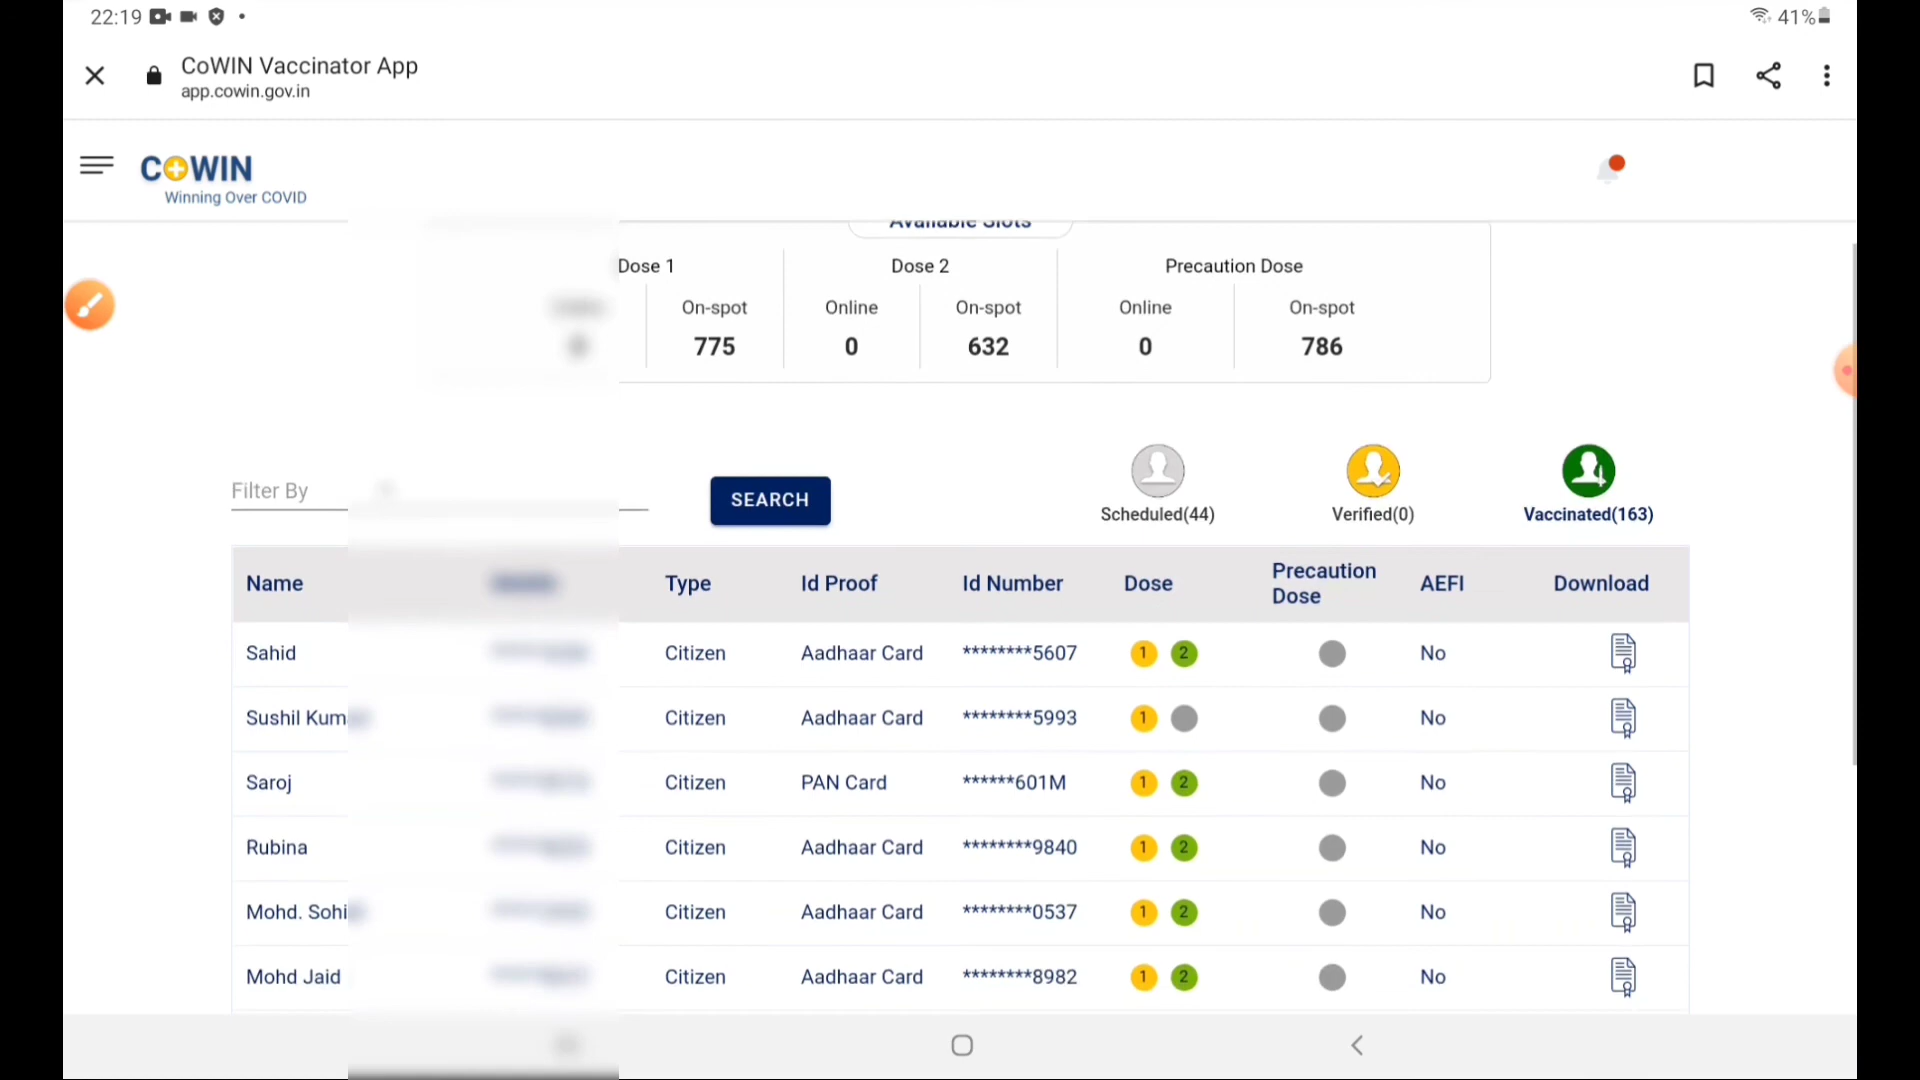 22:19
41%
CoWIN Vaccinator App
app.cowin.gov.in
COWIN
Winning Over COVID
Available Slots
Dose 1 Dose 2 Precaution Dose
On-spot Online On-spot Online On-spot
775 0 632 0 786
Filter By SEARCH Scheduled(44) Verified(0) Vaccinated(163)
Name Type Id Proof Id Number Dose Precaution Dose AEFI Download
Sahid Citizen Aadhaar Card ********5607 1 2 No
Sushil Citizen Aadhaar Card ********5993 1 No
Saroj Citizen PAN Card ******601M 1 2 No
Rubina Citizen Aadhaar Card ********9840 1 2 No
Mohd. Citizen Aadhaar Card ********0537 1 2 No
Mohd Jaid Citizen Aadhaar Card ********8982 1 2 No